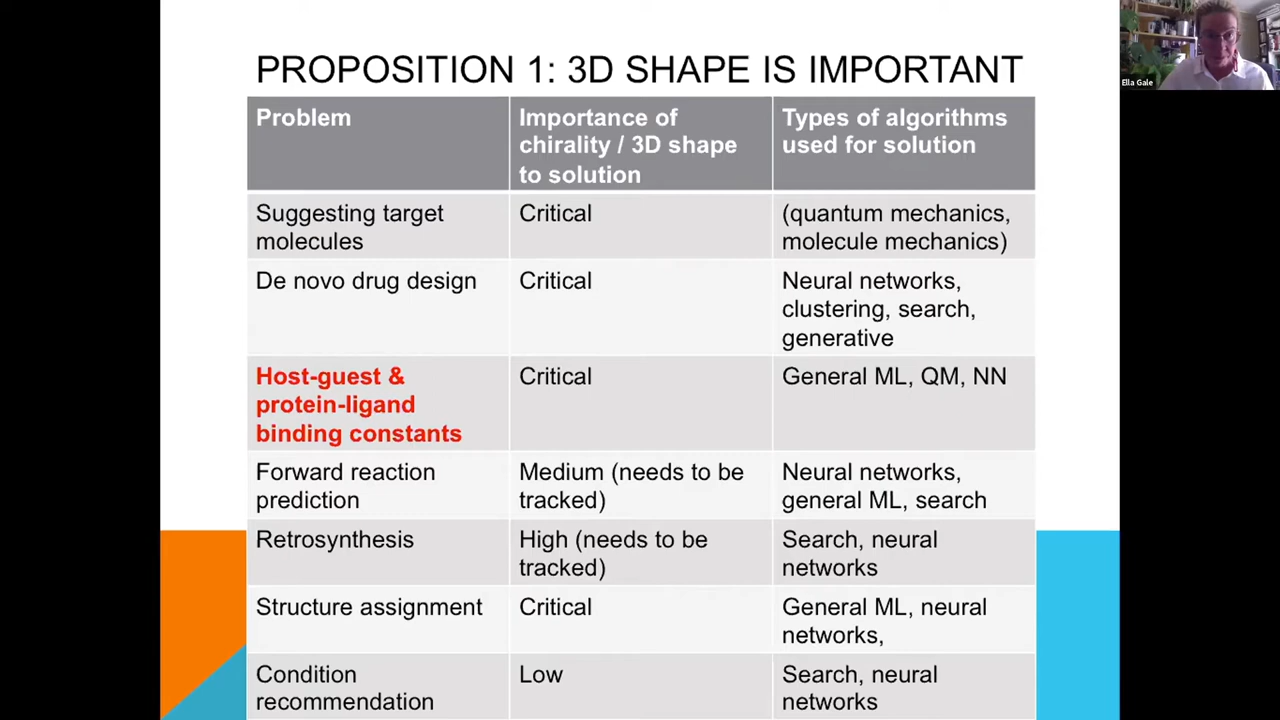 PROPOSITION 1: 3D SHAPE IS IMPORTANT
Problem
Importance of
chirality / 3D shape
to solution
Types of algorithms
used for solution
Suggesting target
molecules
Critical
(quantum mechanics,
molecule mechanics)
De novo drug design
Critical
Neural networks,
clustering, search,
generative
Host-guest &
protein-ligand
binding constants
Critical
General ML, QM, NN
Forward reaction
prediction
Medium (needs to be
tracked)
Neural networks,
general ML, search
Retrosynthesis
High (needs to be
tracked)
Search, neural
networks
Structure assignment
Critical
General ML, neural
networks,
Condition
recommendation
Low
Search, neural
networks
Ella Gale